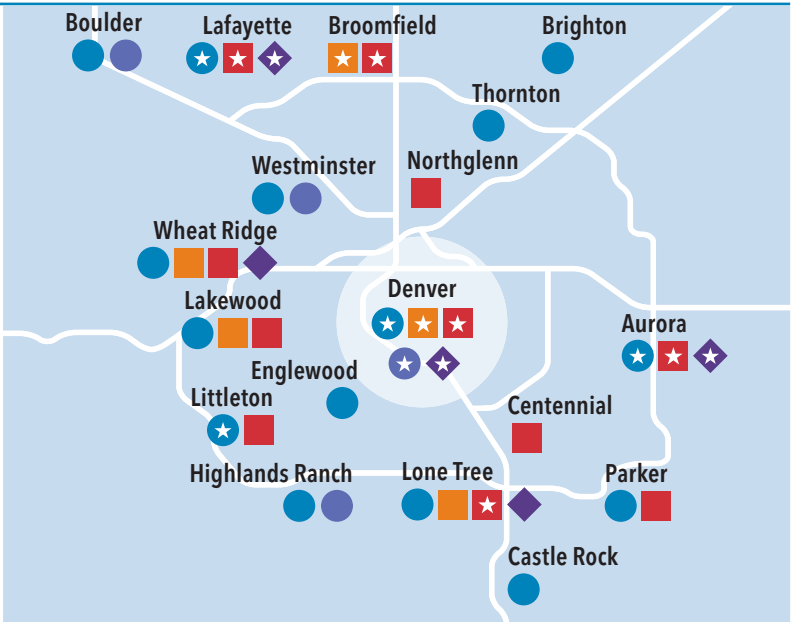 Boulder
Lafayette
Broomfield
Brighton
Thornton
Westminster
Northglenn
Wheat Ridge
Denver
Lakewood
Aurora
Englewood
Littleton
Centennial
Highlands Ranch
Lone Tree
Parker
Castle Rock